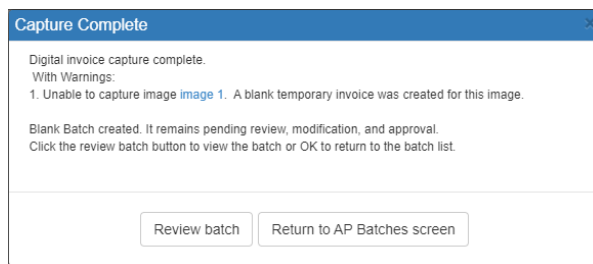 Capture Complete
Digital invoice capture complete.
With Warnings:
1. Unable to capture image image 1. A blank temporary invoice was created for this image.
Blank Batch created. It remains pending review, modification, and approval.
Click the review batch button to view the batch or OK to return to the batch list.
Review batch
Return to AP Batches screen